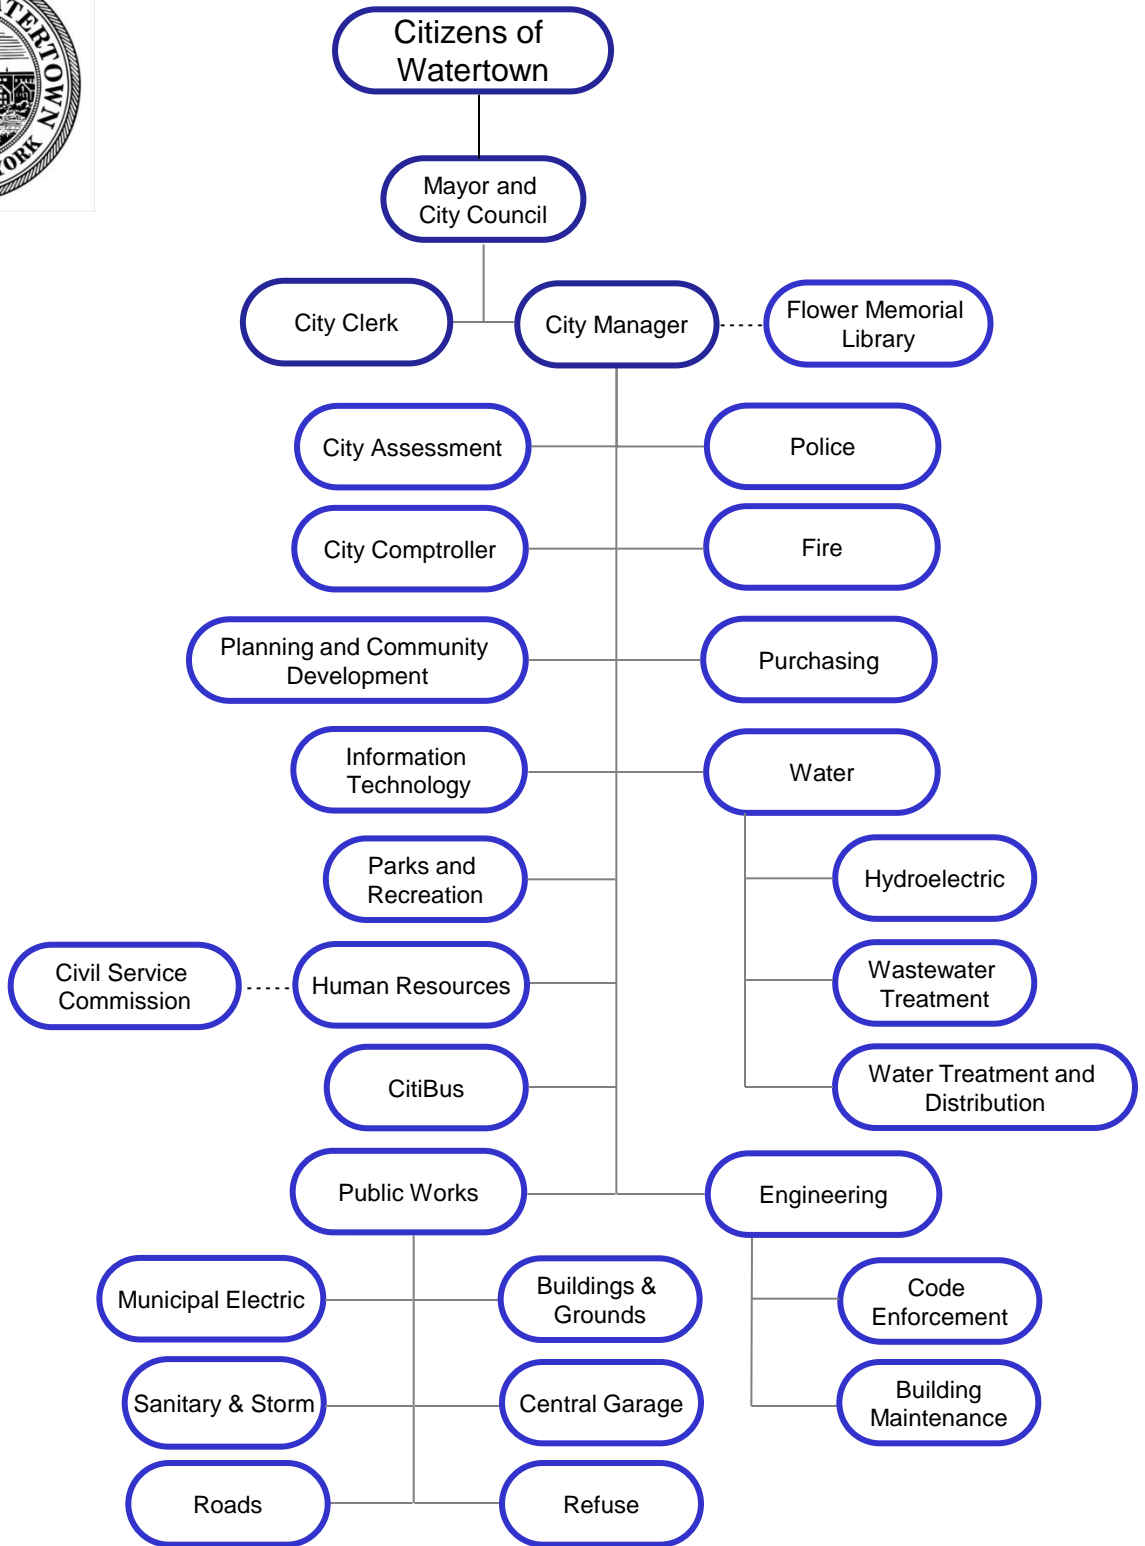 WATERTOWN
YORK
Citizens of
Watertown
Mayor and
City Council
City Clerk
City Manager
Flower Memorial
Library
City Assessment
Police
City Comptroller
Fire
Planning and Community
Development
Purchasing
Information
Technology
Water
Parks and
Recreation
Hydroelectric
Civil Service
Commission
Human Resources
Wastewater
Treatment
CitiBus
Water Treatment and
Distribution
Public Works
Engineering
Municipal Electric
Buildings &
Grounds
Code
Enforcement
Sanitary & Storm
Central Garage
Building
Maintenance
Roads
Refuse